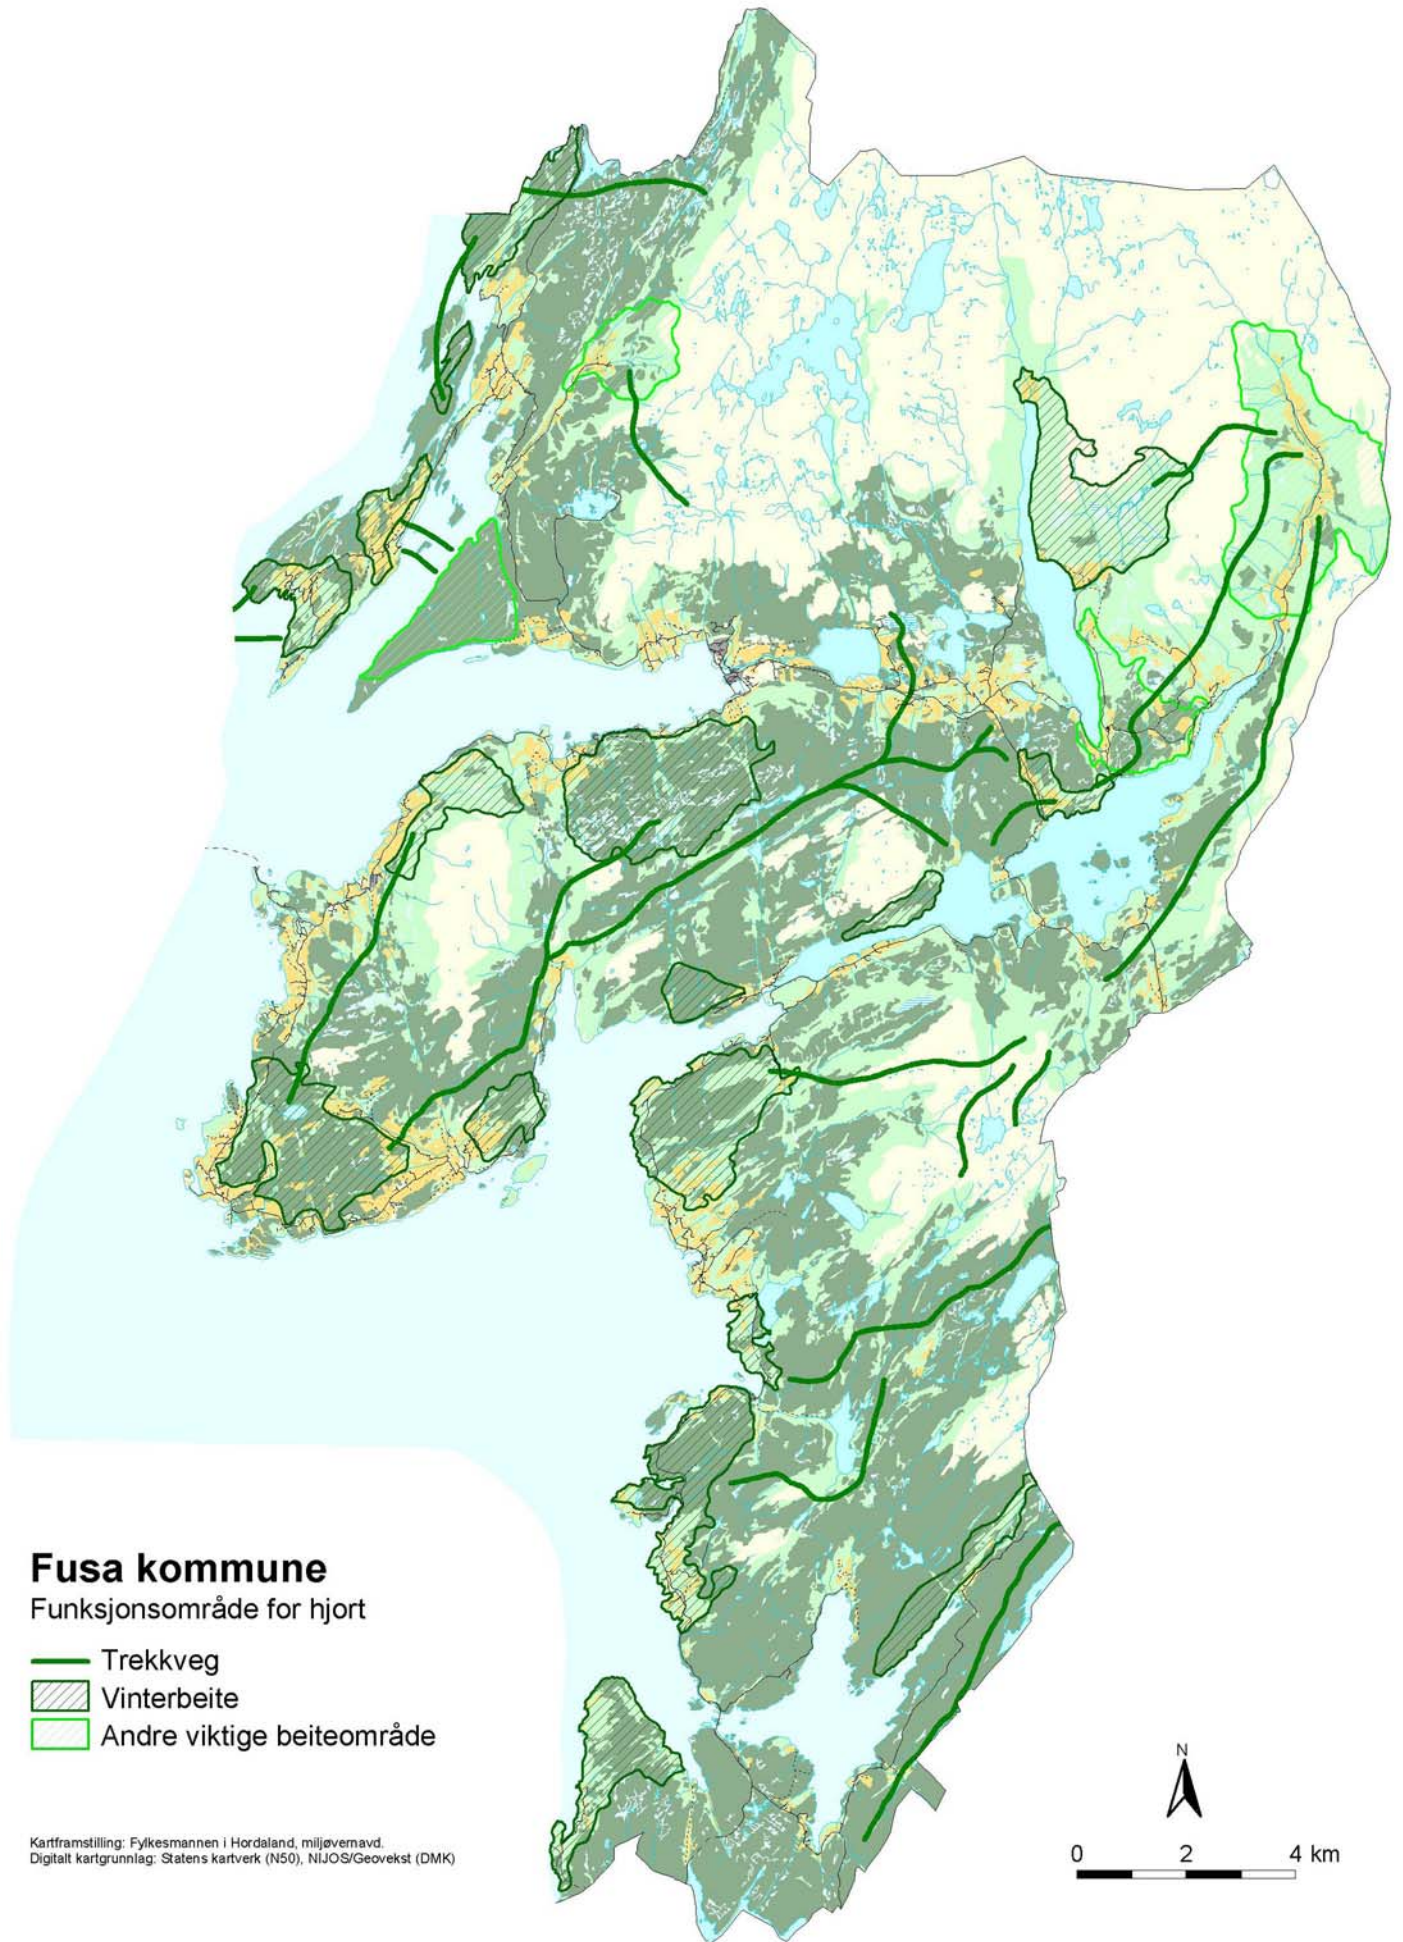 Fusa kommune
Funksjonsområde for hjort
Trekkveg
Vinterbeite
Andre viktige beiteområde
Kartframstilling: Fylkesmannen i Hordaland, miljøvernavd.
Digitalt kartgrunnlag: Statens kartverk (N50), NIJOS/Geovekst (DMK)
N
0 2 4 km